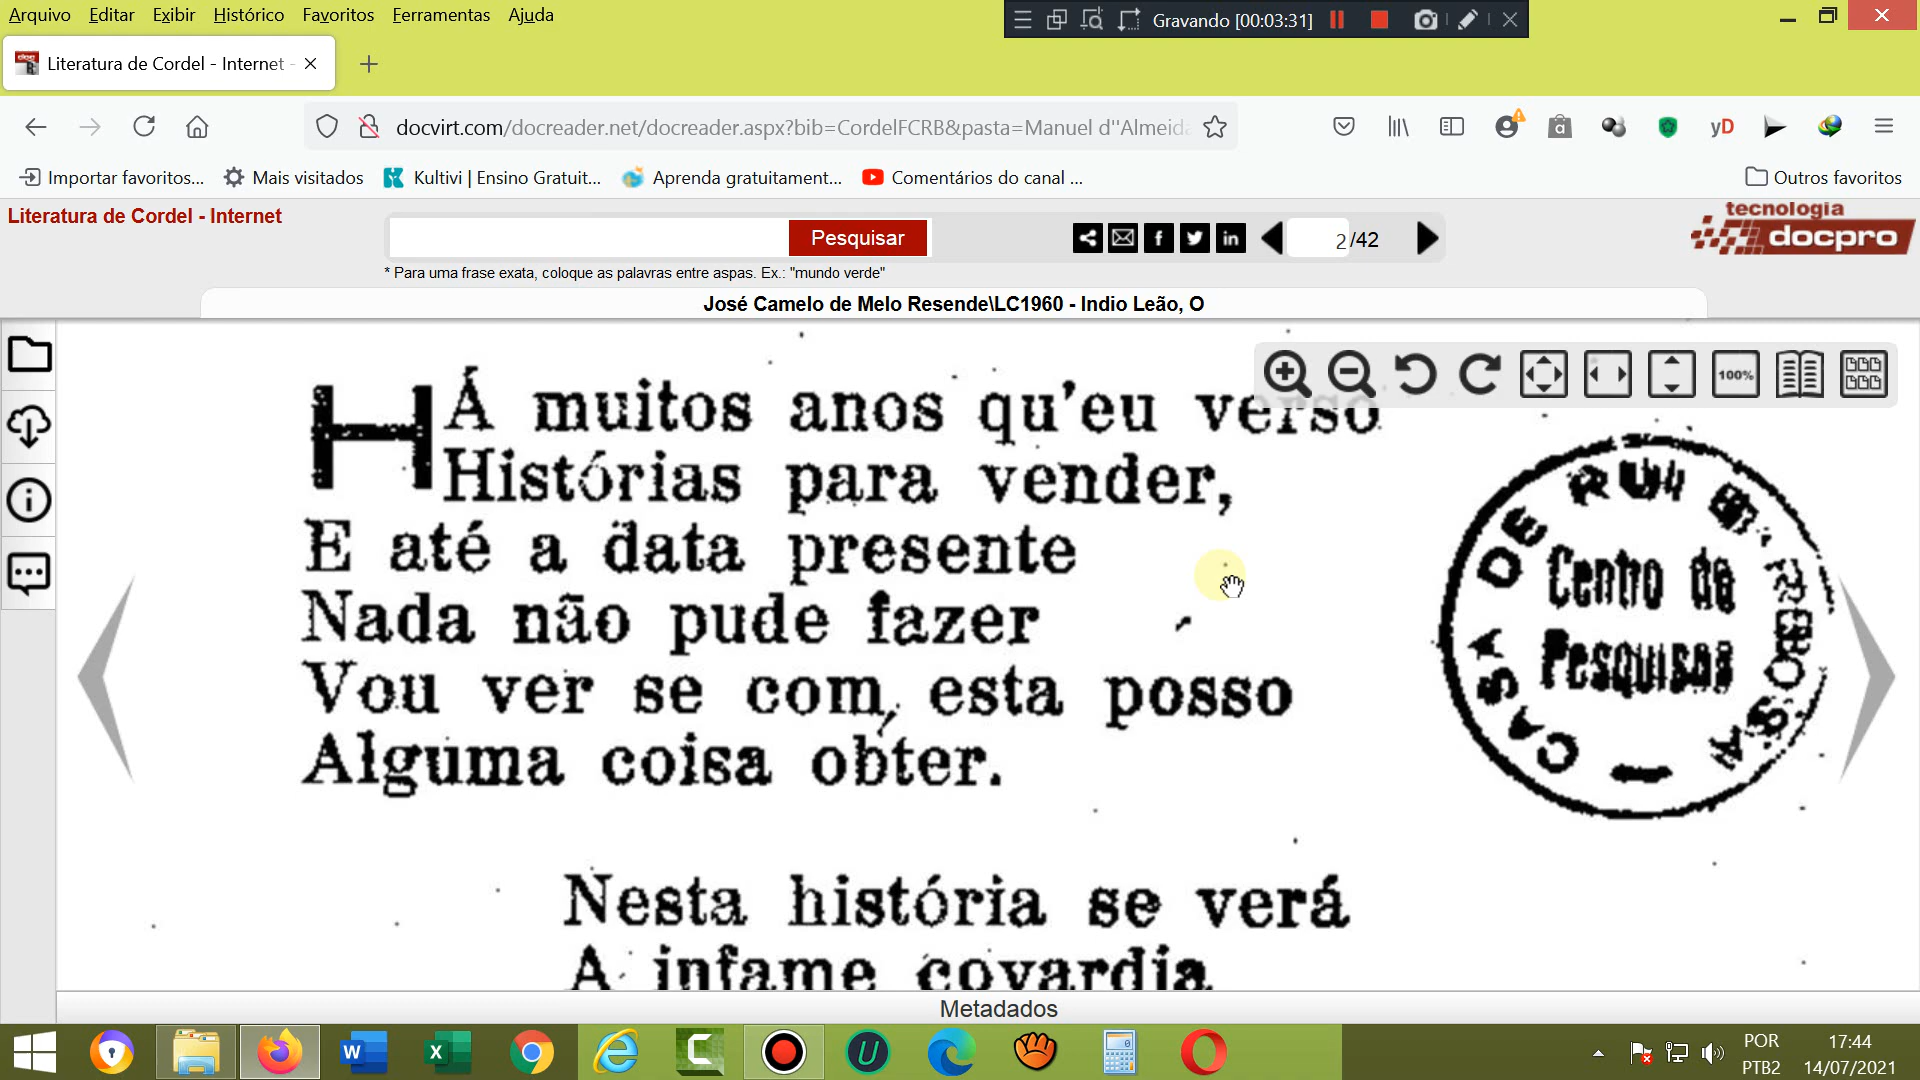 Arquivo Editar Exibir Histórico Favoritos Ferramentas Ajuda
Gravando [00:03:31]
Literatura de Cordel - Internet -
docvirt.com/docreader.net/docreader.aspx?bib=CordelFCRB&pasta=Manuel d''Almeida
Importar favoritos... Mais visitados Kultivi | Ensino Gratuit... Aprenda gratuitament... Comentários do canal ... Outros favoritos
Literatura de Cordel - Internet
Pesquisar
2 /42
tecnologia
docpro
* Para uma frase exata, coloque as palavras entre aspas. Ex.: "mundo verde"
José Camelo de Melo Resende\LC1960 - Indio Leão, O
100%
HÁ muitos anos qu'eu verso
Histórias para vender,
E até a data presente
Nada não pude fazer
Vou ver se com esta posso
Alguma coisa obter.
CASA DE RUI BARBOSA
Centro de
Pesquisas
Nesta história se verá
A infame covardia
Metadados
POR
PTB2
17:44
14/07/2021